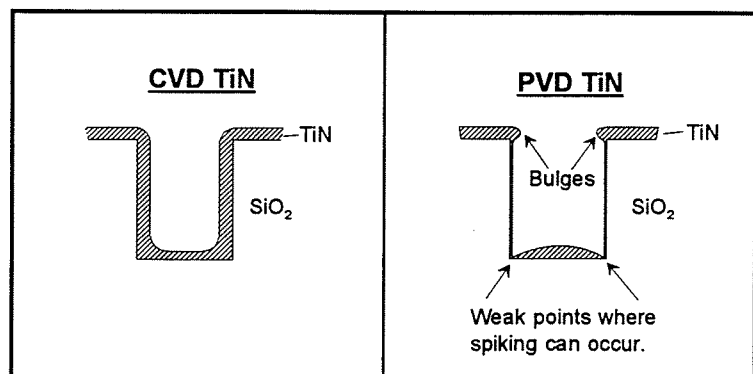 CVD TiN
TiN
SiO₂
PVD TiN
TiN
Bulges
SiO₂
Weak points where
spiking can occur.